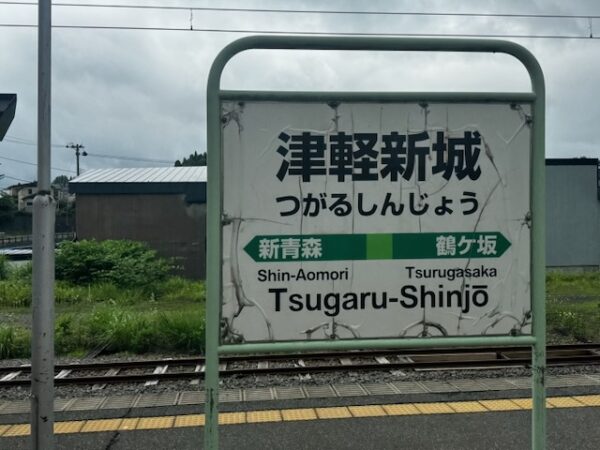 津軽新城
つがるしんじょう
新青森 鶴ケ坂
Shin-Aomori Tsurugasaka
Tsugaru-Shinjō